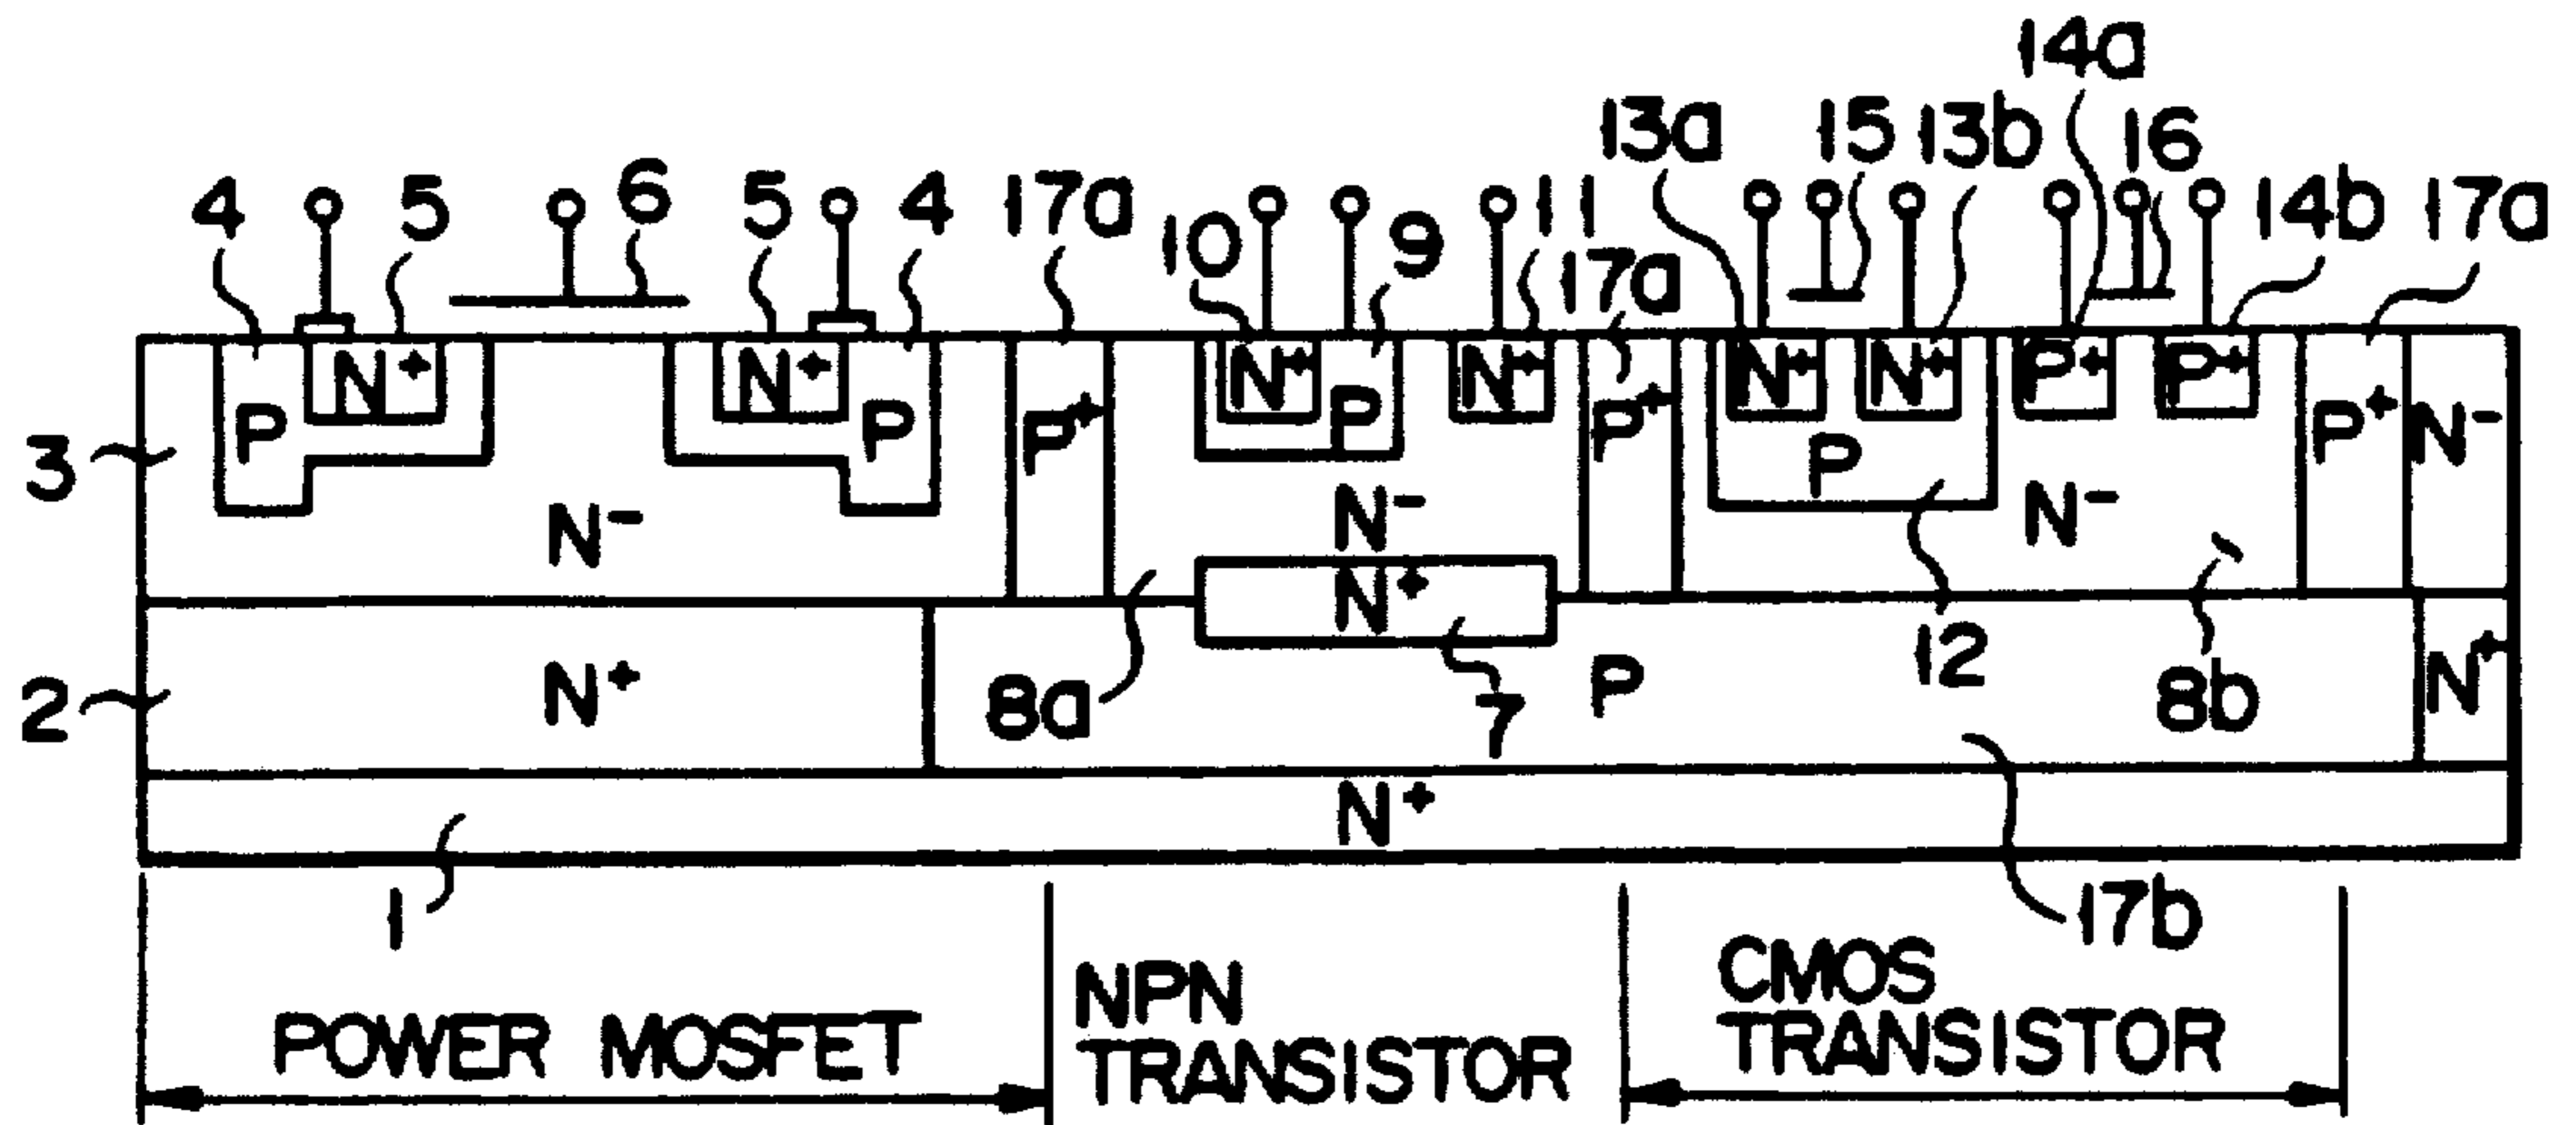 14a
13a 15 13b 16
4 5 6 5 4 17a 10 9 11 17a 14b 17a
N+ N+ N+ N+ N+ N+ P+ P+
P P P+ P P+ P P+ N-
3
N- N- N-
N+
2 N+ 8a 7 P 12 8b N+
N+
1 17b
POWER MOSFET
NPN
TRANSISTOR
CMOS
TRANSISTOR